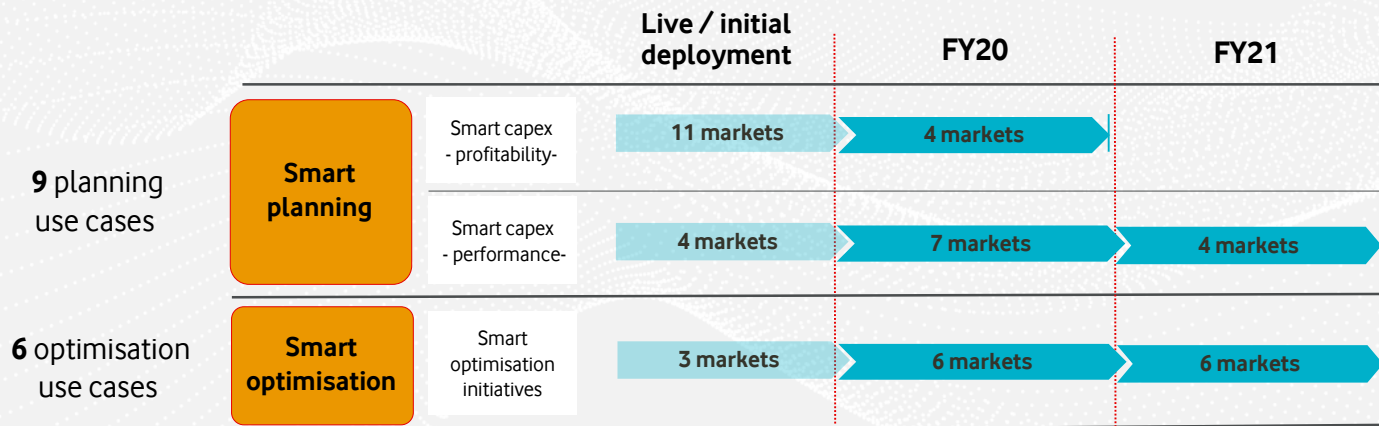 Live / initial
deployment
FY20
FY21
9 planning
use cases
Smart
planning
Smart capex
- profitability-
11 markets
4 markets
Smart capex
- performance-
4 markets
7 markets
4 markets
6 optimisation
use cases
Smart
optimisation
Smart
optimisation
initiatives
3 markets
6 markets
6 markets